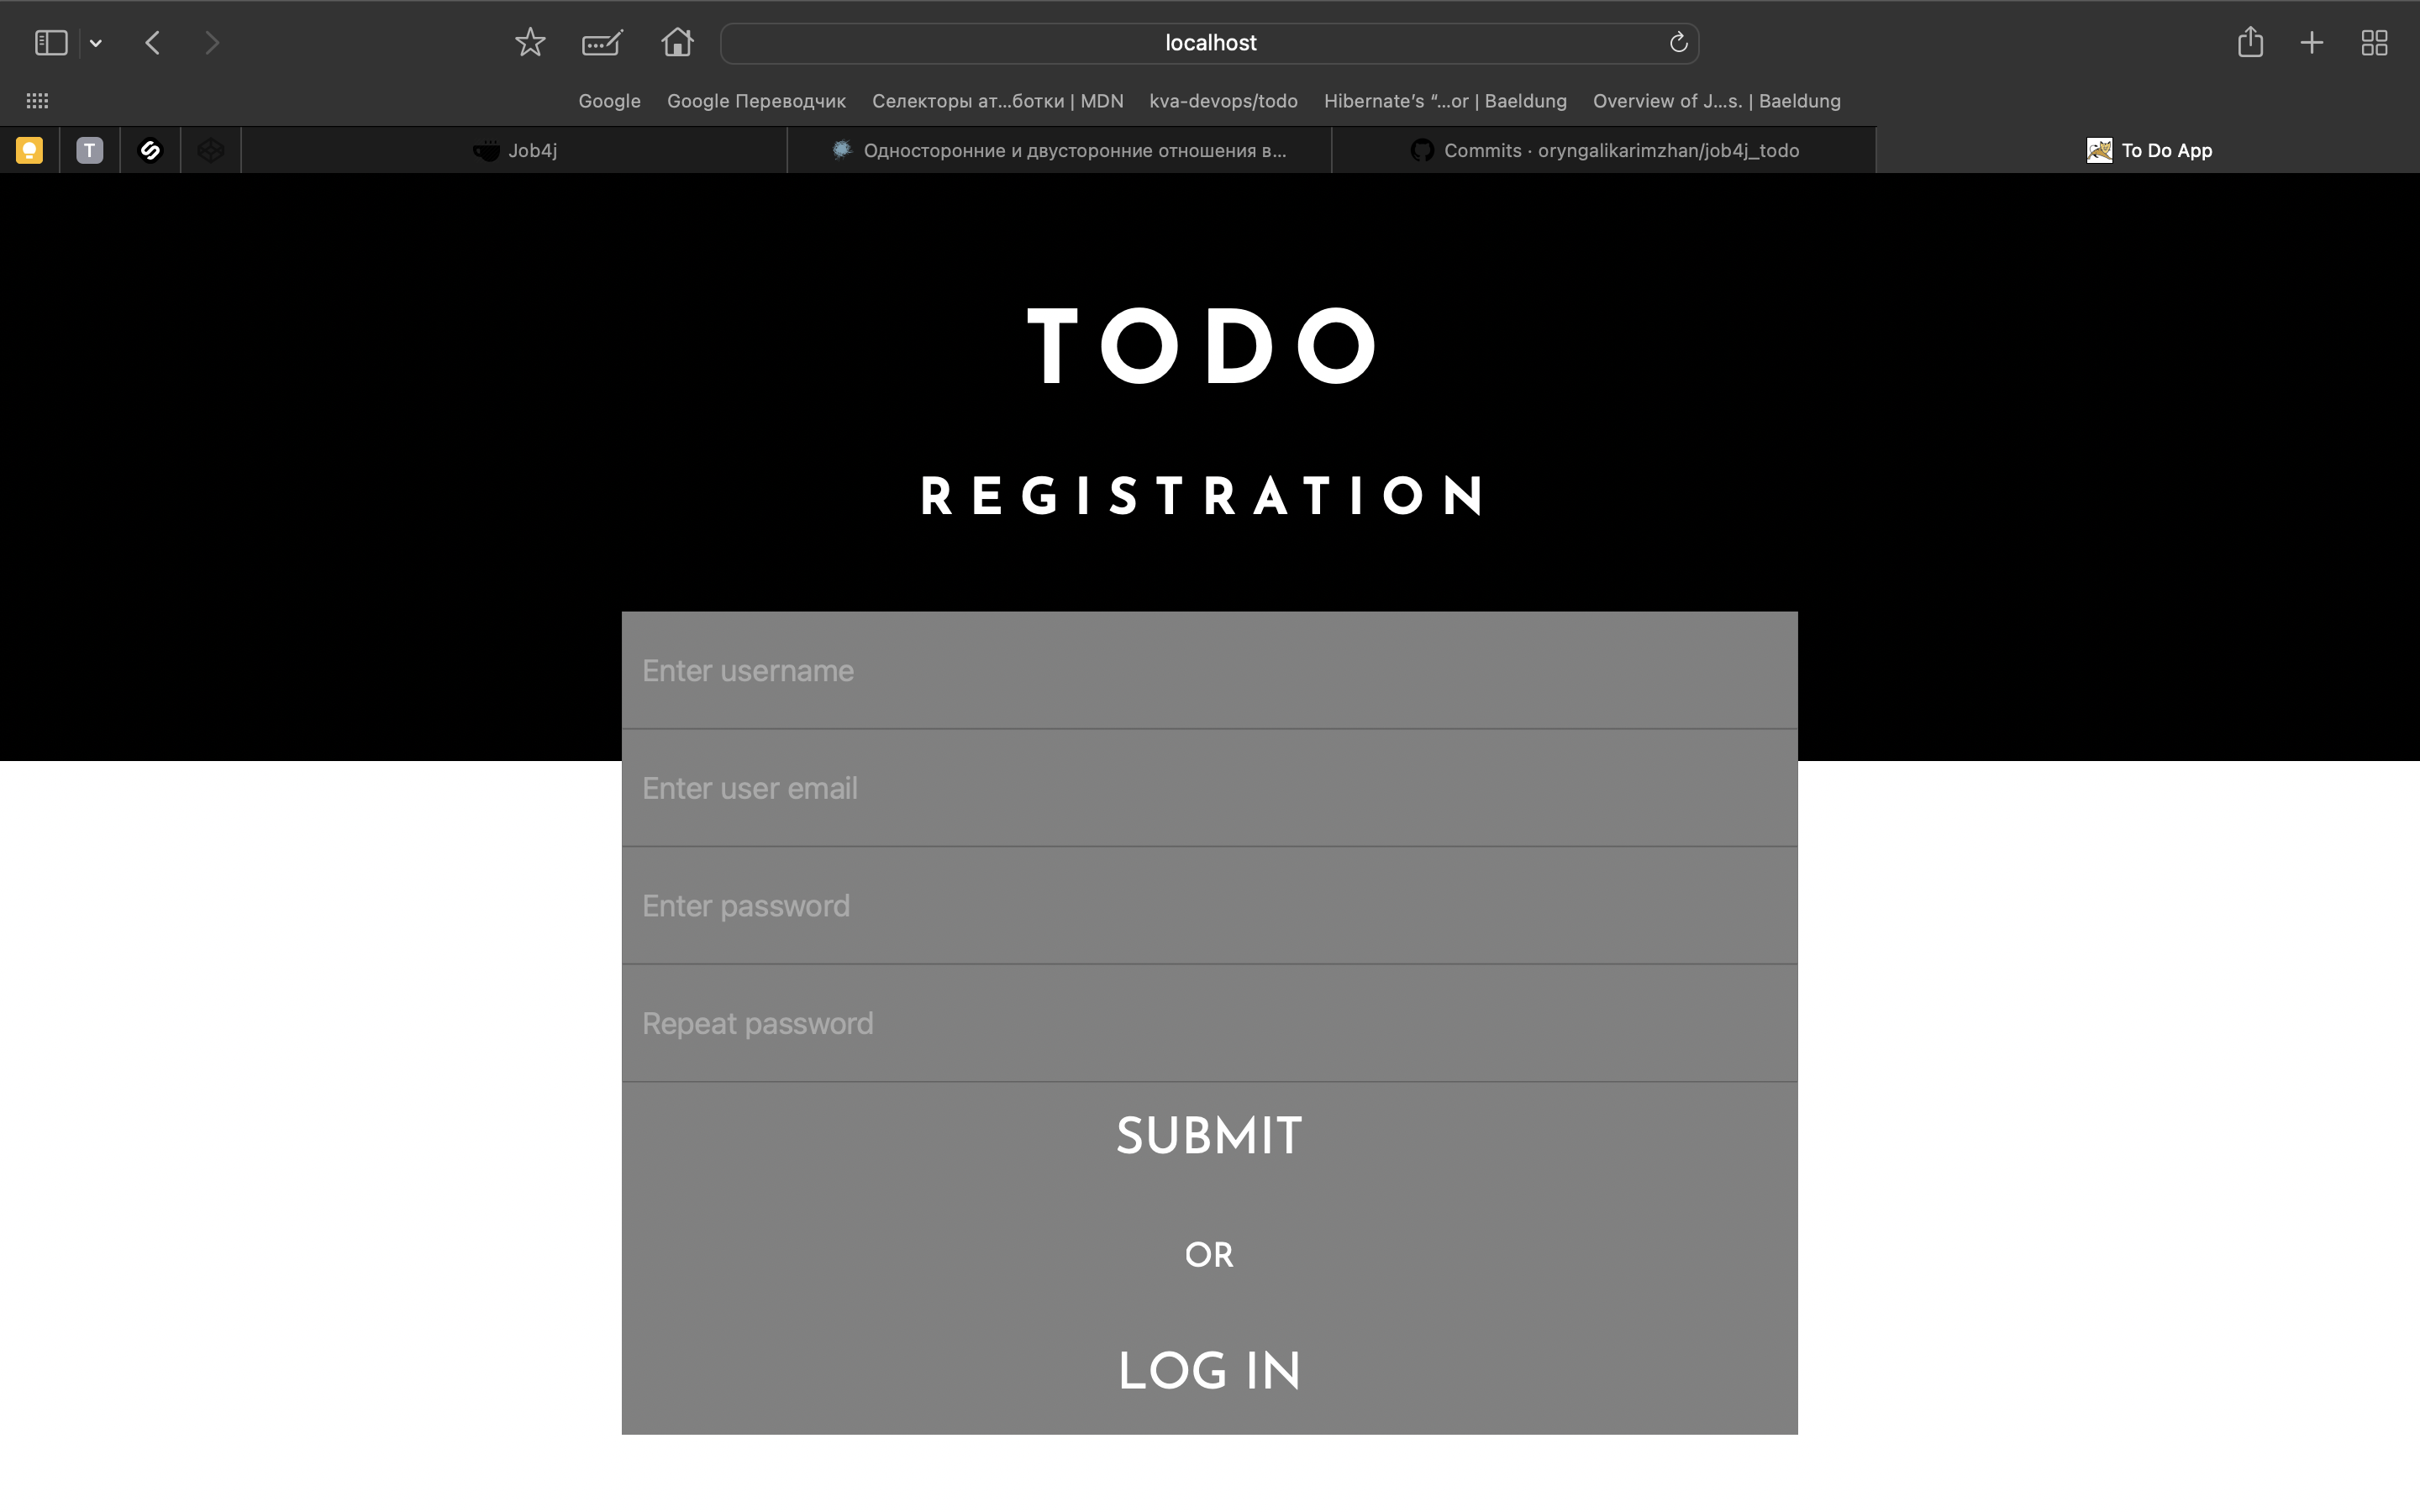 localhost
Google Google Переводчик Селекторы ат...ботки | MDN kva-devops/todo Hibernate's “...or | Baeldung Overview of J...s. | Baeldung
T Job4j Односторонние и двусторонние отношения в... Commits · oryngalikarimzhan/job4j_todo To Do App
TODO
REGISTRATION
Enter username
Enter user email
Enter password
Repeat password
SUBMIT
OR
LOG IN